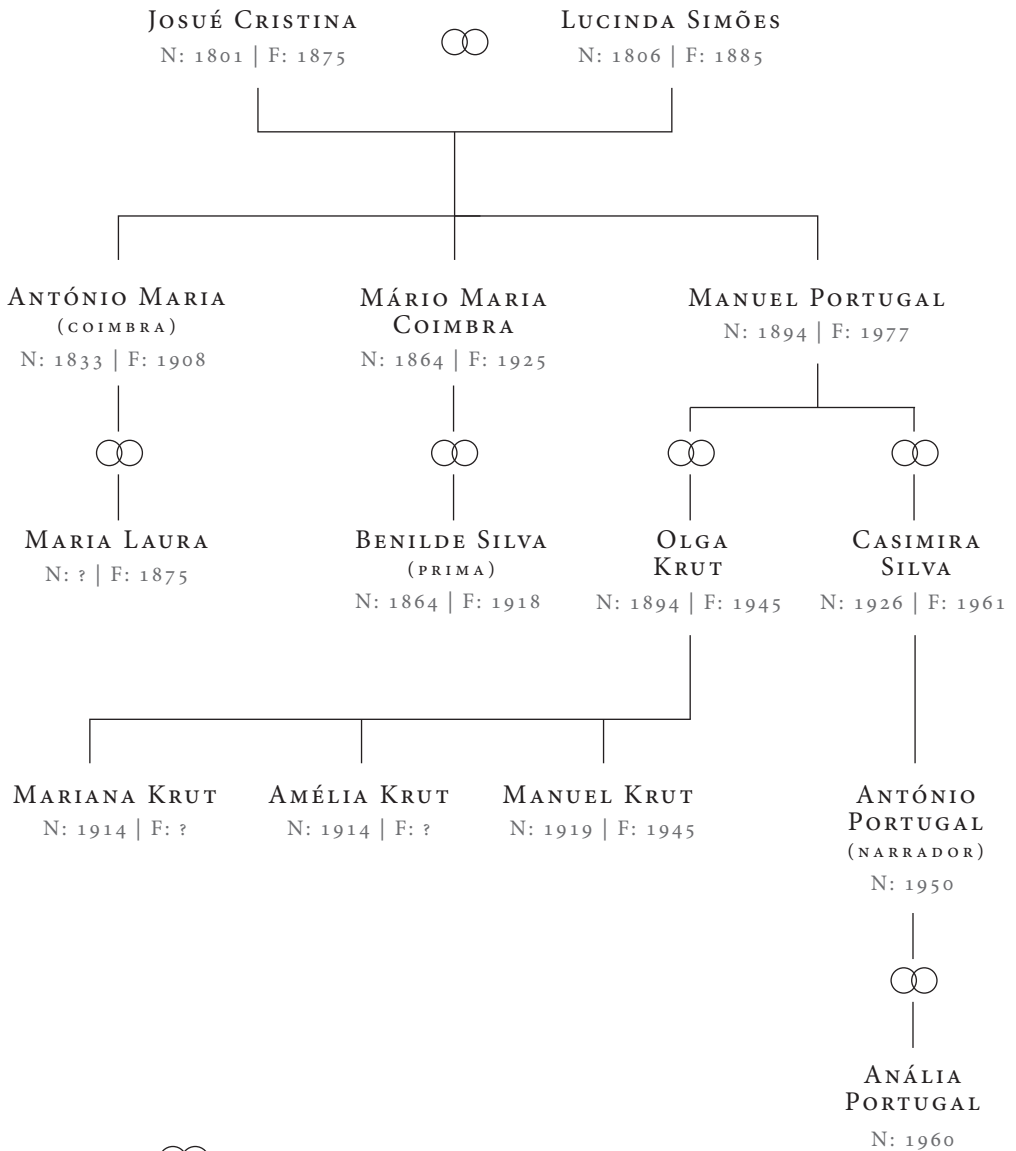 Josué Cristina
N: 1801 | F: 1875
Lucinda Simões
N: 1806 | F: 1885
António Maria
(coimbra)
N: 1833 | F: 1908
Mário Maria
Coimbra
N: 1864 | F: 1925
Manuel Portugal
N: 1894 | F: 1977
Maria Laura
N: ? | F: 1875
Benilde Silva
(prima)
N: 1864 | F: 1918
Olga
Krut
N: 1894 | F: 1945
Casimira
Silva
N: 1926 | F: 1961
Mariana Krut
N: 1914 | F: ?
Amélia Krut
N: 1914 | F: ?
Manuel Krut
N: 1919 | F: 1945
António
Portugal
(narrador)
N: 1950
Anália
Portugal
N: 1960